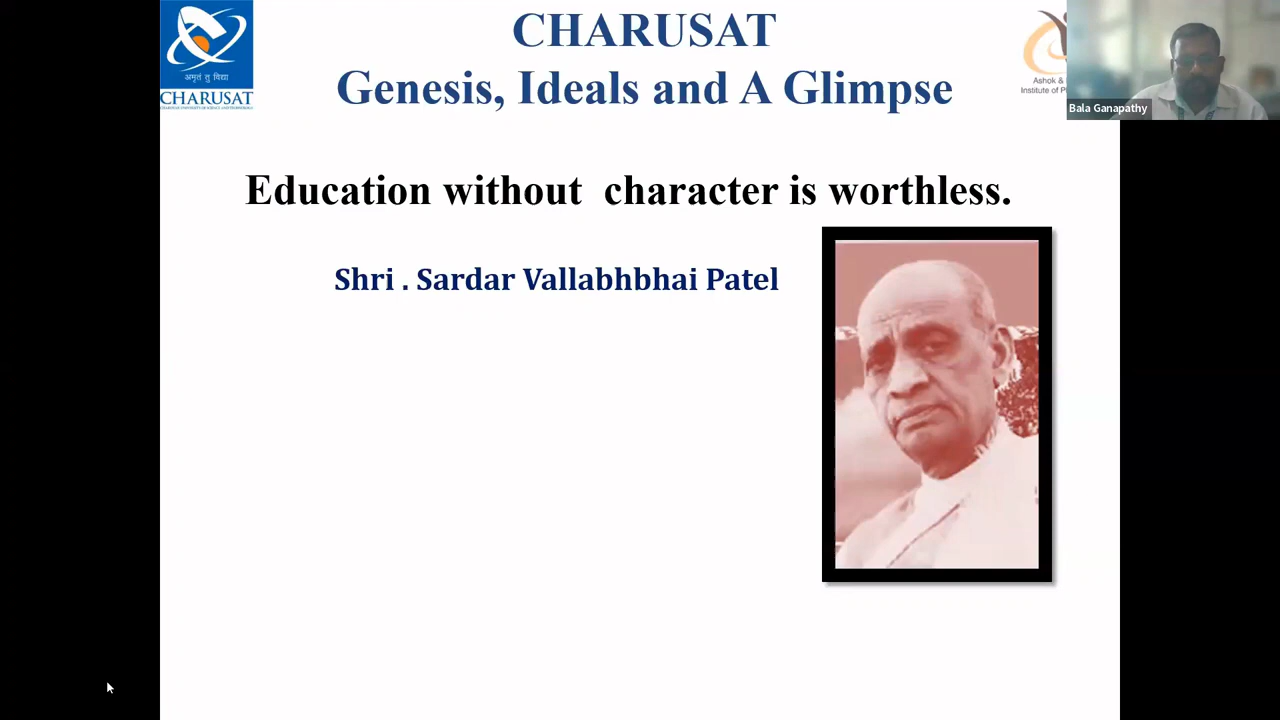 CHARUSAT
Genesis, Ideals and A Glimpse
अमृतं तु विद्या
CHARUSAT
Ashok &
Institute of P
Bala Ganapathy
Education without  character is worthless.
Shri . Sardar Vallabhbhai Patel